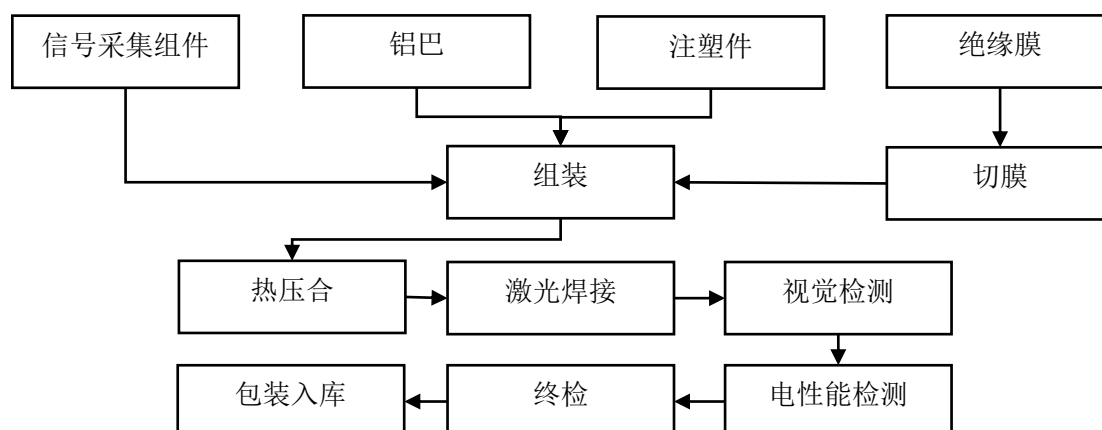 信号采集组件
铝巴
注塑件
绝缘膜
组装
切膜
热压合
激光焊接
视觉检测
包装入库
终检
电性能检测